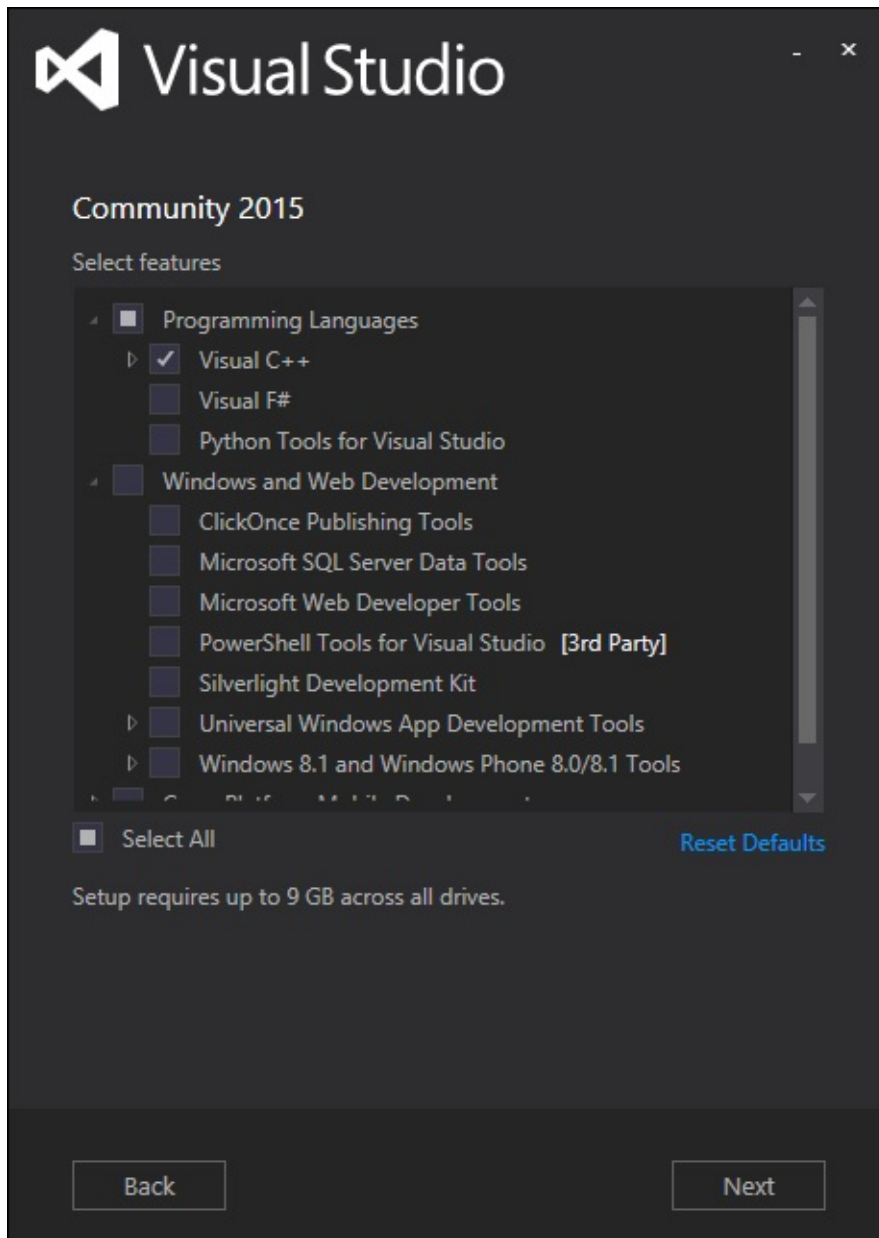 Visual Studio
Community 2015
Select features
Programming Languages
Visual C++
Visual F#
Python Tools for Visual Studio
Windows and Web Development
ClickOnce Publishing Tools
Microsoft SQL Server Data Tools
Microsoft Web Developer Tools
PowerShell Tools for Visual Studio [3rd Party]
Silverlight Development Kit
Universal Windows App Development Tools
Windows 8.1 and Windows Phone 8.0/8.1 Tools
Select All Reset Defaults
Setup requires up to 9 GB across all drives.
Back Next